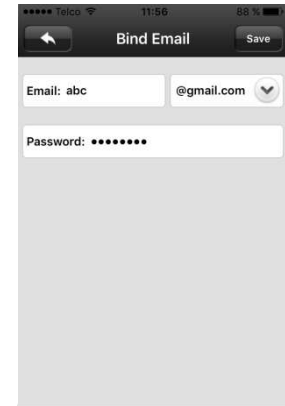 Telco 11:56 88 %
Bind Email Save
Email: abc @gmail.com
Password: ●●●●●●●●